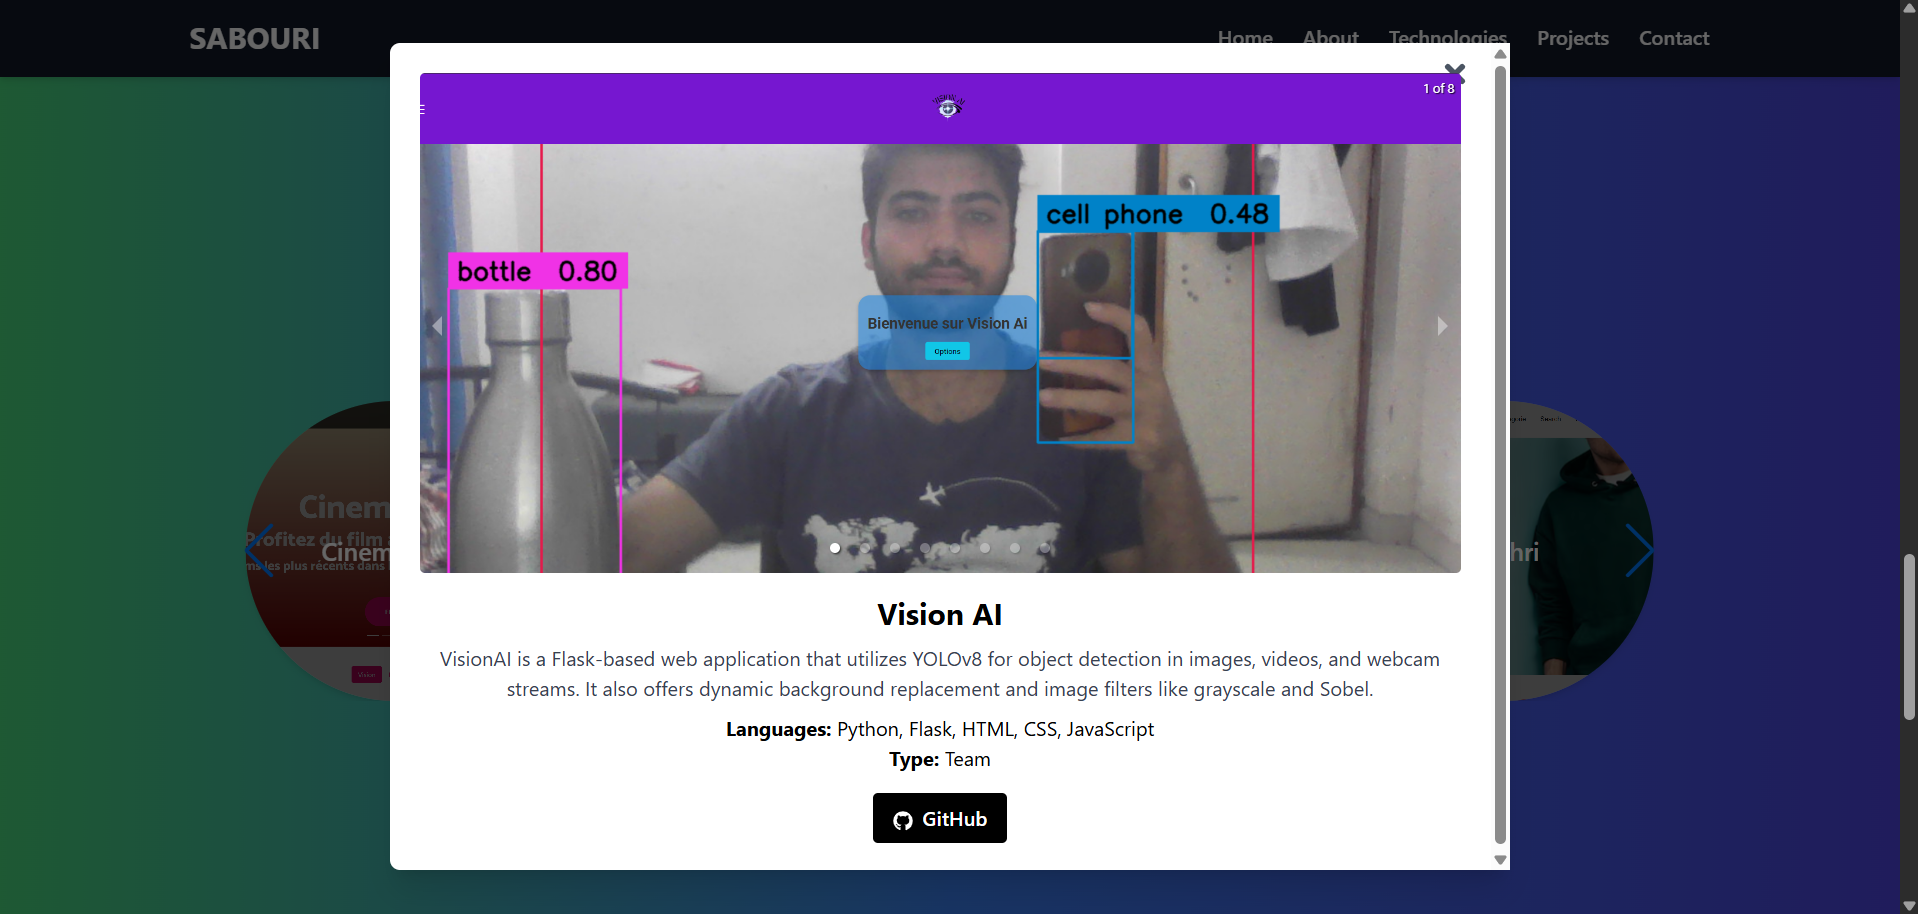 SABOURI
Home
About
Technologies
Projects
Contact
1 of 8
cell phone 0.48
bottle 0.80
Bienvenue sur Vision Ai
Options
Vision AI
VisionAI is a Flask-based web application that utilizes YOLOv8 for object detection in images, videos, and webcam
streams. It also offers dynamic background replacement and image filters like grayscale and Sobel.
Languages: Python, Flask, HTML, CSS, JavaScript
Type: Team
GitHub
Cinem
Profitez du film a
Cinem
ms les plus récents dans
Vision
Search
hri